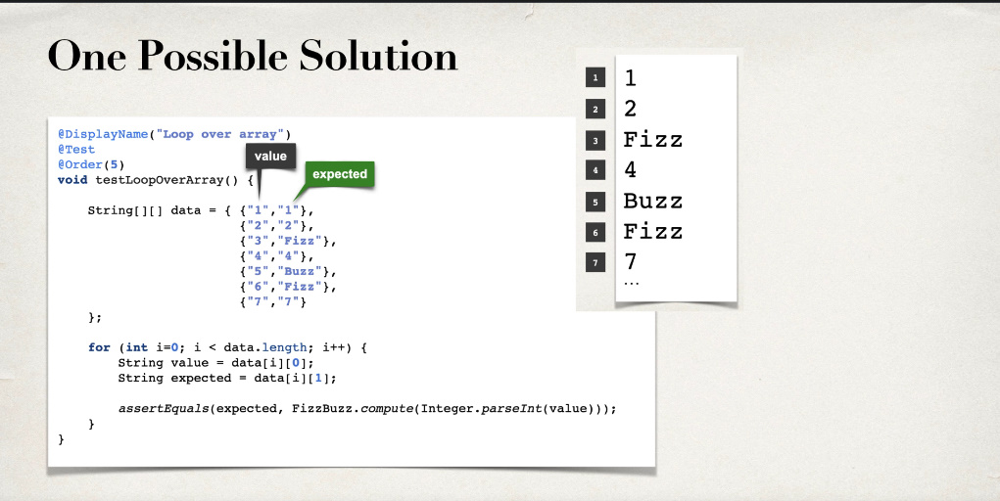 One Possible Solution
@DisplayName("Loop over array")
@Test
@Order(5)
void testLoopOverArray() {
value
expected
String[][] data = { {"1","1"},
{"2","2"},
{"3","Fizz"},
{"4","4"},
{"5","Buzz"},
{"6","Fizz"},
{"7","7"}
};
for (int i=0; i < data.length; i++) {
String value = data[i][0];
String expected = data[i][1];
assertEquals(expected, FizzBuzz.compute(Integer.parseInt(value)));
}
}
1 1
2 2
3 Fizz
4 4
5 Buzz
6 Fizz
7 7
...